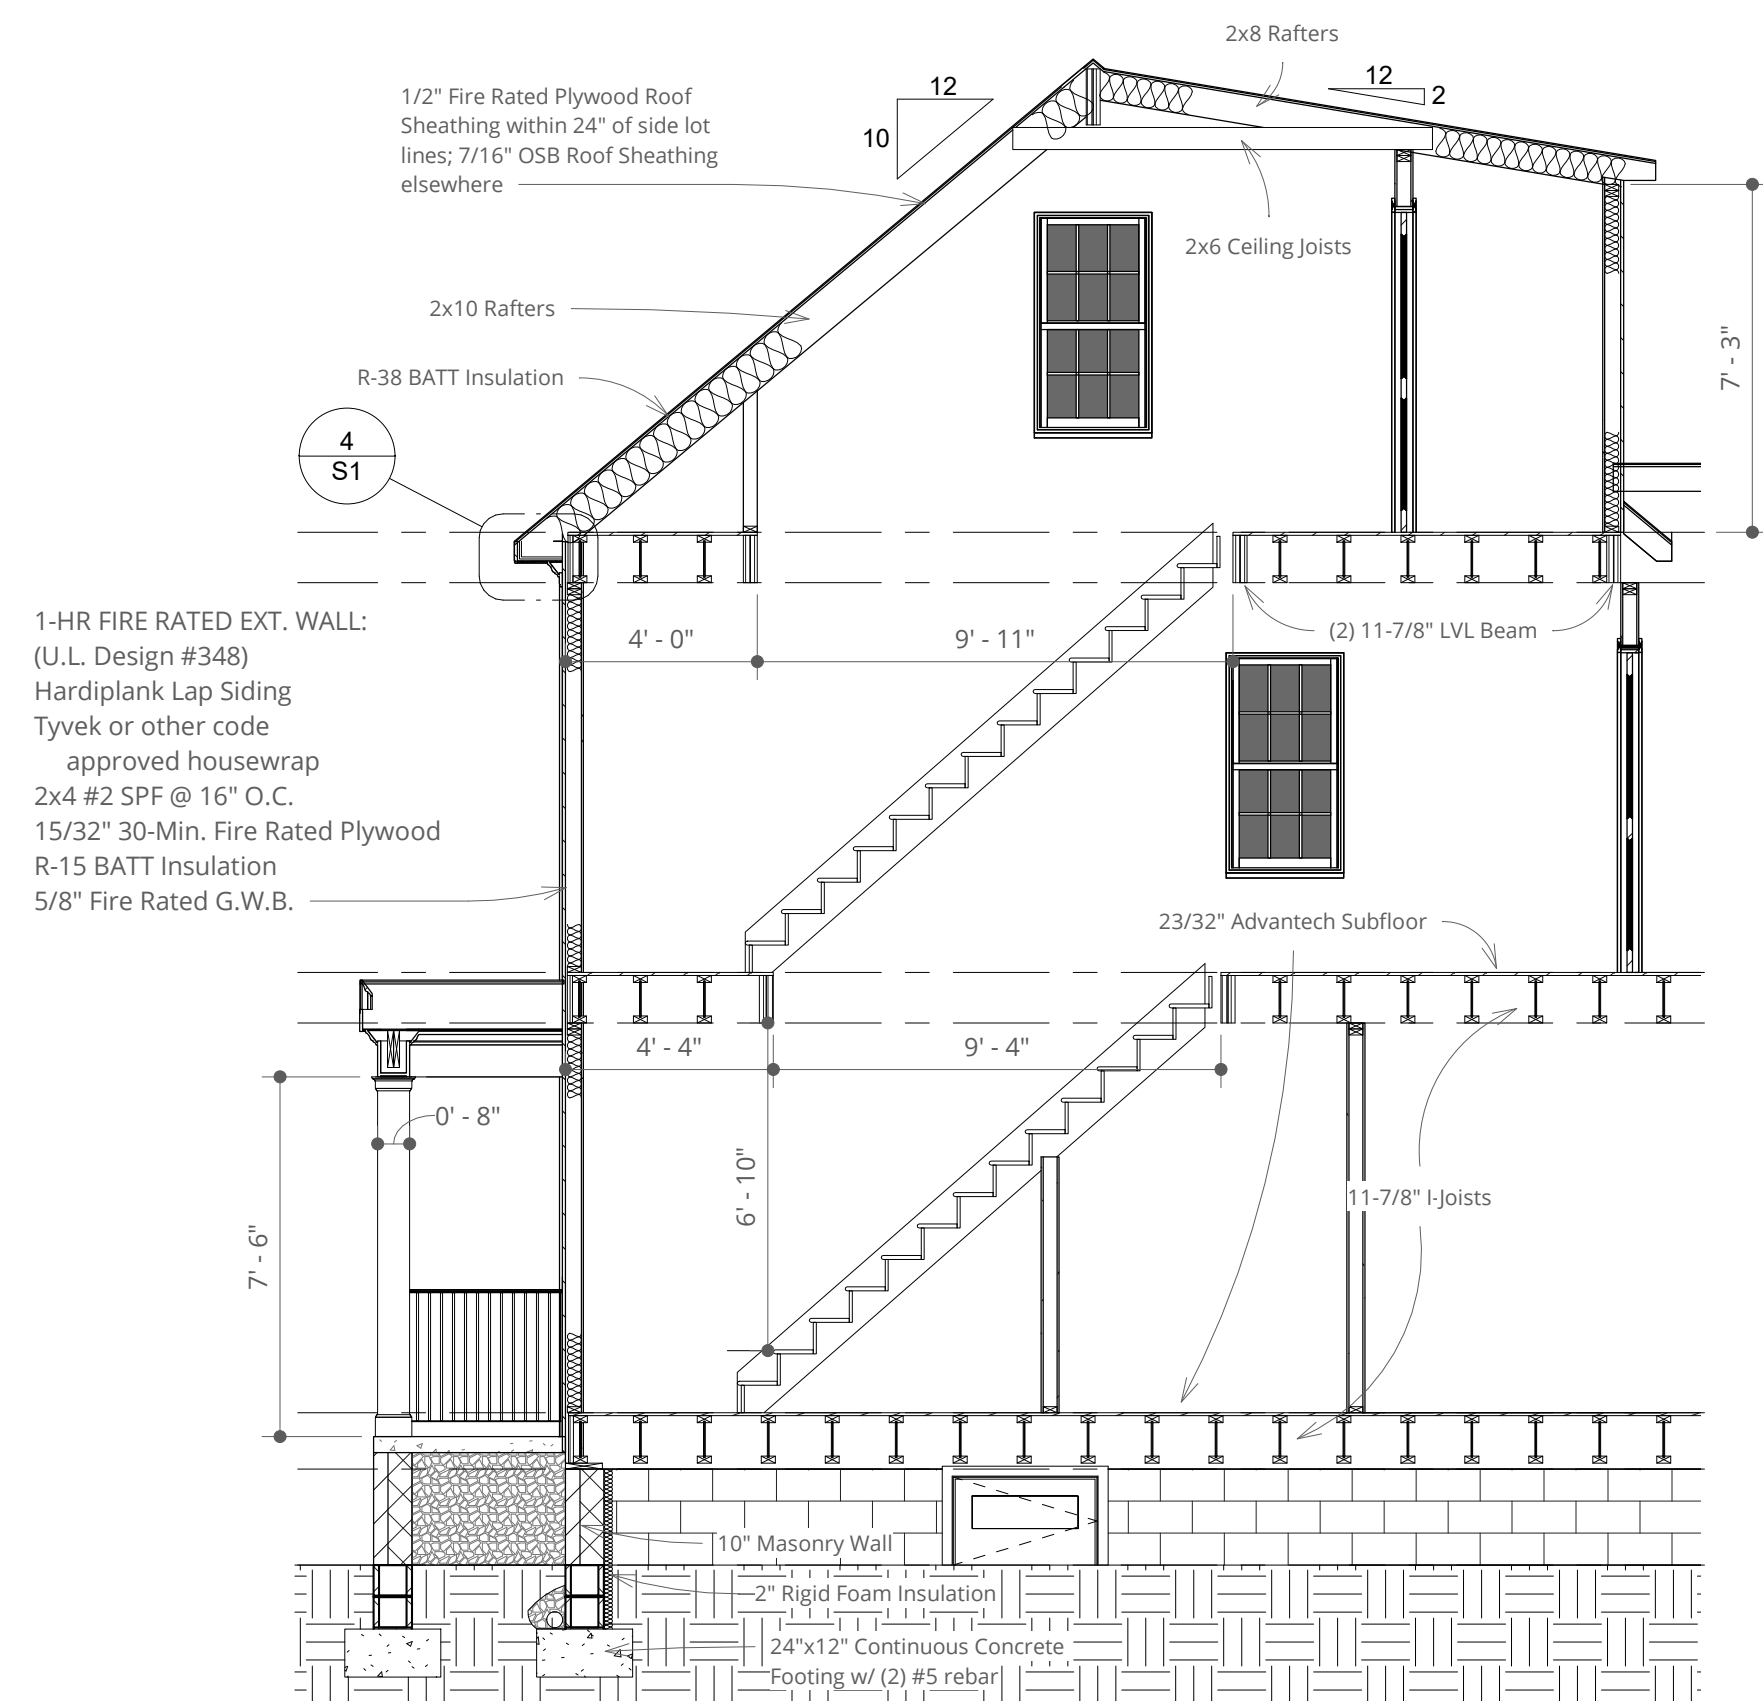 2x8 Rafters
12
2
12
10
1/2" Fire Rated Plywood Roof
Sheathing within 24" of side lot
lines; 7/16" OSB Roof Sheathing
elsewhere
2x6 Ceiling Joists
2x10 Rafters
7' - 3"
R-38 BATT Insulation
4
S1
1-HR FIRE RATED EXT. WALL:
(U.L. Design #348)
Hardiplank Lap Siding
Tyvek or other code
approved housewrap
2x4 #2 SPF @ 16" O.C.
15/32" 30-Min. Fire Rated Plywood
R-15 BATT Insulation
5/8" Fire Rated G.W.B.
4' - 0"
9' - 11"
(2) 11-7/8" LVL Beam
23/32" Advantech Subfloor
4' - 4"
9' - 4"
0' - 8"
6' - 10"
7' - 6"
11-7/8" I-Joists
10" Masonry Wall
2" Rigid Foam Insulation
24"x12" Continuous Concrete
Footing w/ (2) #5 rebar